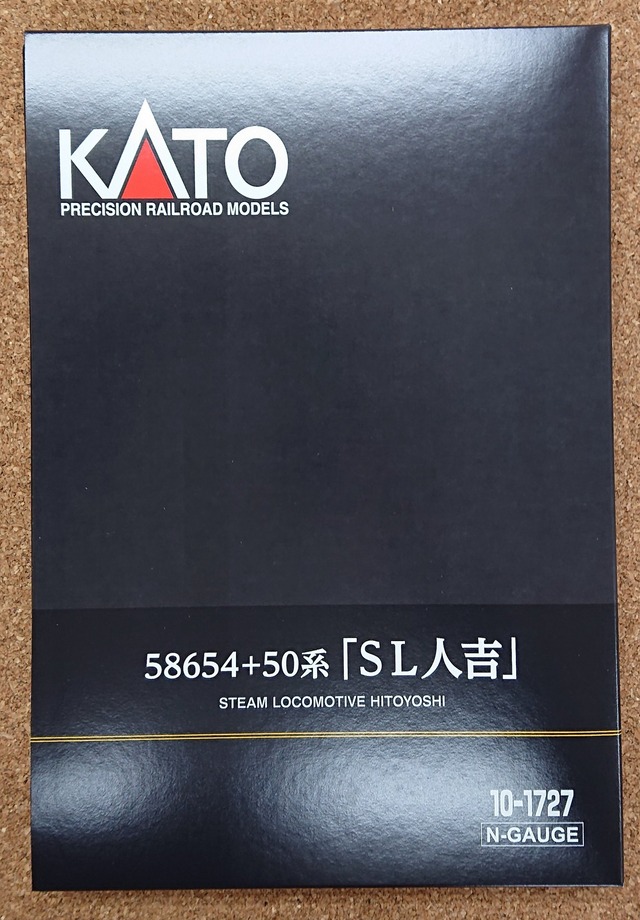 KATO
PRECISION RAILROAD MODELS
58654+50系「SL人吉」
STEAM LOCOMOTIVE HITOYOSHI
10-1727
N-GAUGE